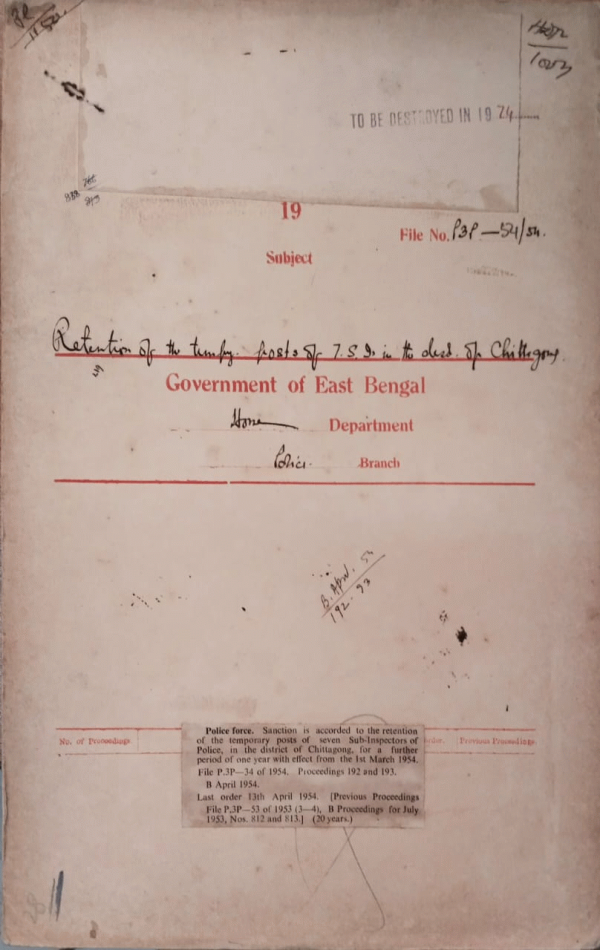 TO BE DESTROYED IN 1974
19
File No. P3P—54/54.
Subject
Retention of the tempy. posts of 7 S. Is. in the dist. of Chittagong.
Government of East Bengal
Home Department
Police Branch
B. Apl. 54
192-93
No. of Proceedings
Previous Proceedings.
Police force. Sanction is accorded to the retention
of the temporary posts of seven Sub-Inspectors of
Police, in the district of Chittagong, for a further
period of one year with effect from the 1st March 1954.
File P.3P—34 of 1954. Proceedings 192 and 193.
B April 1954.
Last order 13th April 1954. [Previous Proceedings
File P.3P—53 of 1953 (3—4), B Proceedings for July
1953, Nos. 812 and 813.] (20 years.)